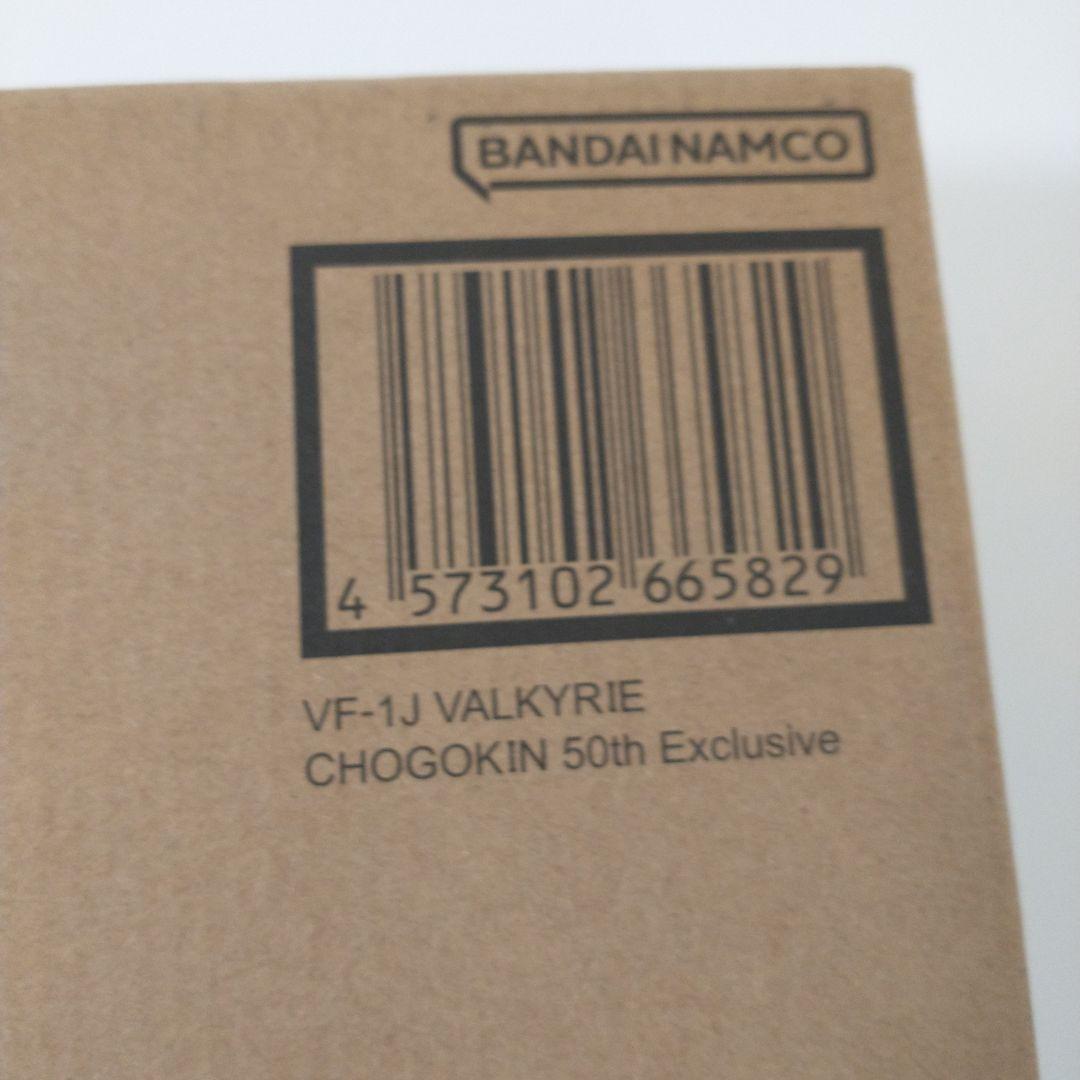 BANDAI NAMCO
4 573102 665829
VF-1J VALKYRIE
CHOGOKIN 50th Exclusive